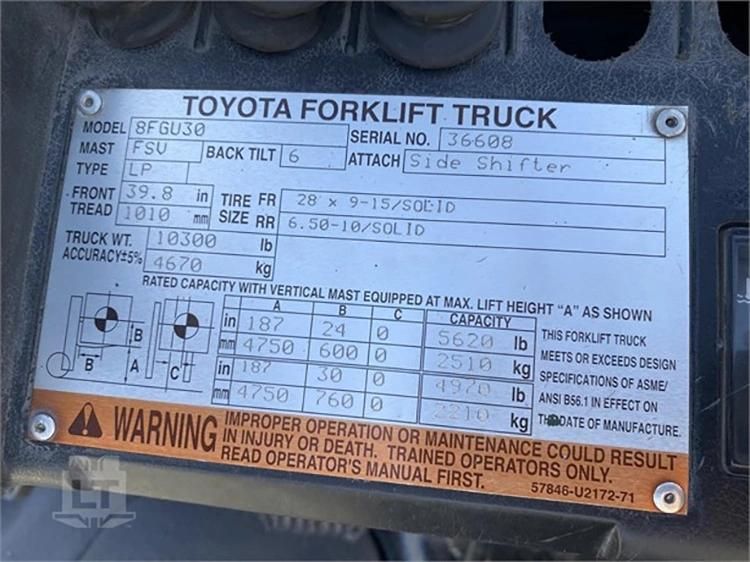 TOYOTA FORKLIFT TRUCK
MODEL 8FGU30 SERIAL NO. 36608
MAST FSV BACK TILT 6 ATTACH Side Shifter
TYPE LP
FRONT TREAD 39.8 in TIRE SIZE FR 28 x 9-15/SOLID
1010 mm RR 6.50-10/SOLID
TRUCK WT. 10300 lb
ACCURACY±5% 4670 kg
RATED CAPACITY WITH VERTICAL MAST EQUIPPED AT MAX. LIFT HEIGHT "A" AS SHOWN
A B C CAPACITY
in 187 24 0 5620 lb
mm 4750 600 0 2510 kg
in 187 30 0 4970 lb
mm 4750 760 0 2210 kg
B
B A C
THIS FORKLIFT TRUCK
MEETS OR EXCEEDS DESIGN
SPECIFICATIONS OF ASME/
ANSI B56.1 IN EFFECT ON
THE DATE OF MANUFACTURE.
WARNING
IMPROPER OPERATION OR MAINTENANCE COULD RESULT
IN INJURY OR DEATH. TRAINED OPERATORS ONLY.
READ OPERATOR'S MANUAL FIRST.
57846-U2172-71
LT